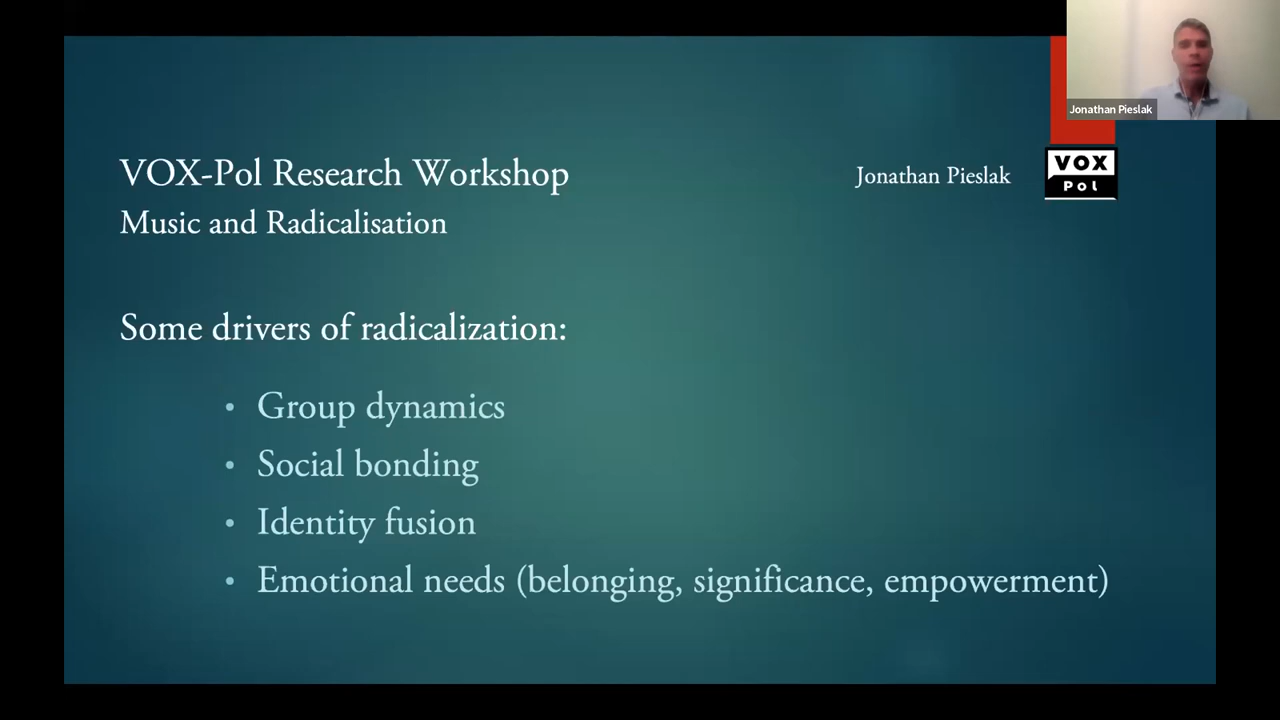 Jonathan Pieslak
VOX-Pol Research Workshop
Jonathan Pieslak
VOX
Pol
Music and Radicalisation
Some drivers of radicalization:
• Group dynamics
• Social bonding
• Identity fusion
• Emotional needs (belonging, significance, empowerment)